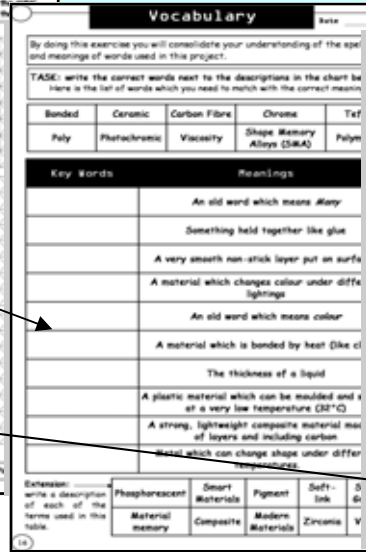 Vocabulary
Date
By doing this exercise you will consolidate your understanding of the spel
and meanings of words used in this project.
TASK: write the correct words next to the descriptions in the chart be
Here is the list of words which you need to match with the correct meanin
Bonded Ceramic Carbon Fibre Chrome Tef
Poly Photochromic Viscosity Shape Memory Alloys (SMA) Polym
Key Words Meanings
An old word which means Many
Something held together like glue
A very smooth non-stick layer put on surfa
A material which changes colour under diffe
lightings
An old word which means colour
A material which is bonded by heat (like cl
The thickness of a liquid
A plastic material which can be moulded and s
at a very low temperature (32°C)
A strong, lightweight composite material mad
of layers and including carbon
Metal which can change shape under differ
temperatures.
Extension:
write a description
of each of the
terms used in this
table.
Phosphorescent Smart Materials Pigment Soft-link
Material memory Composite Modern Materials Zirconia V
14